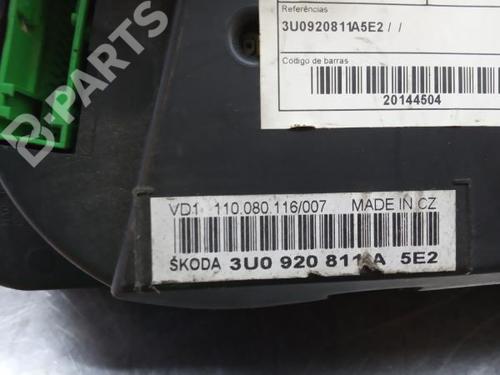 Referências
3U0920811A5E2 / /
Código de barras
20144504
VD1 110.080.116/007 MADE IN CZ
ŠKODA 3U0 920 811 A 5E2